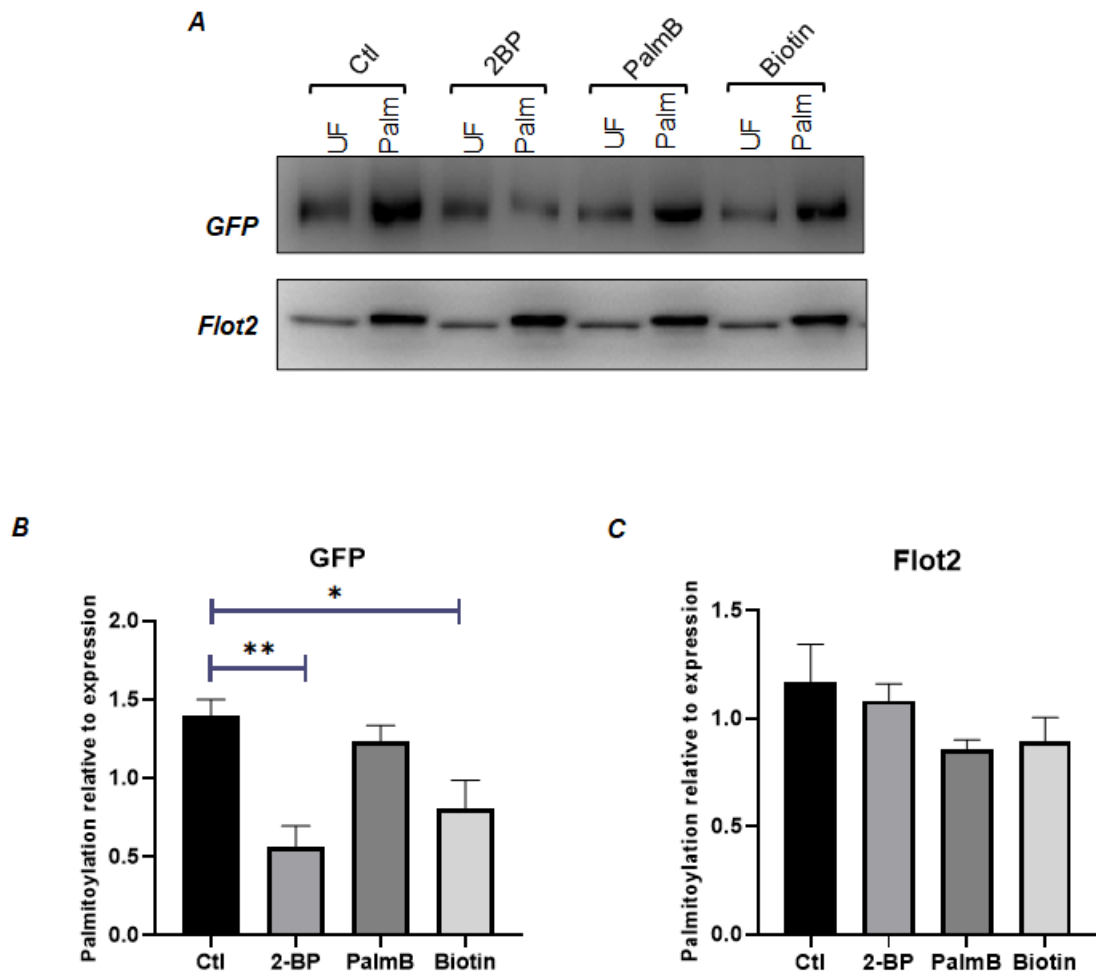 A
Ctl 2BP PalmB Biotin
UF Palm UF Palm UF Palm UF Palm
GFP
Flot2
B
GFP
Palmitoylation relative to expression
2.0
1.5
1.0
0.5
0.0
*
**
Ctl 2-BP PalmB Biotin
C
Flot2
Palmitoylation relative to expression
1.5
1.0
0.5
0.0
Ctl 2-BP PalmB Biotin